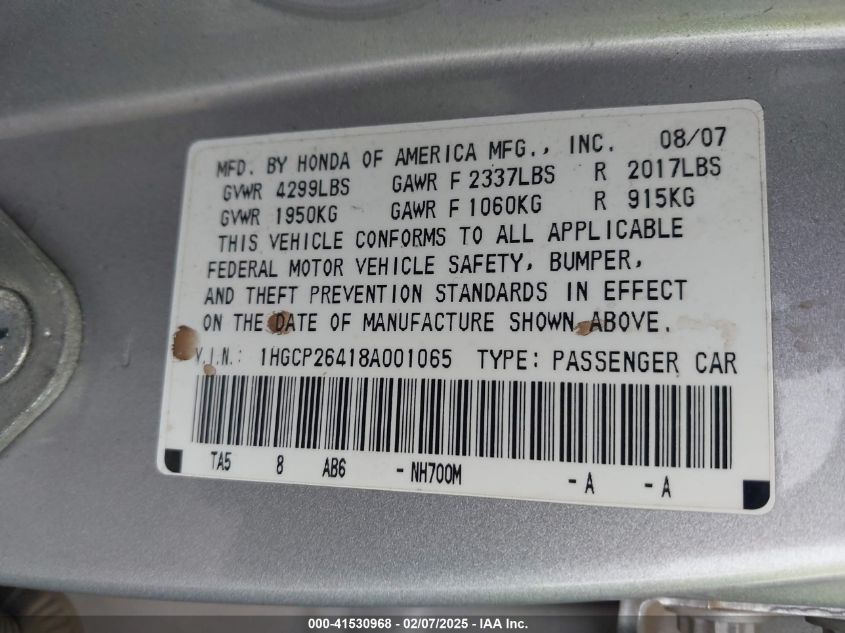 MFD. BY HONDA OF AMERICA MFG., INC. 08/07
GVWR 4299LBS GAWR F 2337LBS R 2017LBS
GVWR 1950KG GAWR F 1060KG R 915KG
THIS VEHICLE CONFORMS TO ALL APPLICABLE
FEDERAL MOTOR VEHICLE SAFETY, BUMPER,
AND THEFT PREVENTION STANDARDS IN EFFECT
ON THE DATE OF MANUFACTURE SHOWN ABOVE.
V.I.N.: 1HGCP26418A001065 TYPE: PASSENGER CAR
TA5 8 AB6 -NH700M -A -A
000-41530968 - 02/07/2025 - IAA Inc.